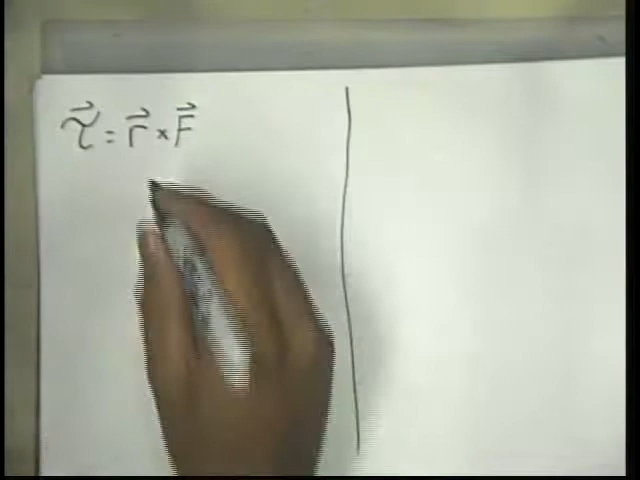 τ⃗ = r⃗ × F⃗